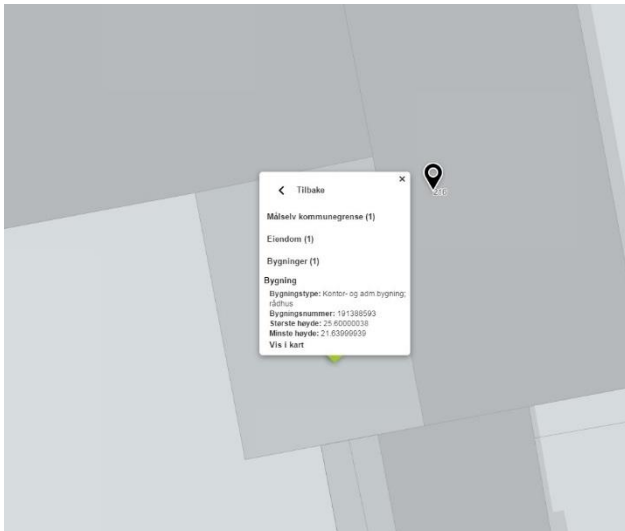 Tilbake
Målselv kommunegrense (1)
Eiendom (1)
Bygninger (1)
Bygning
Bygningstype: Kontor- og adm.bygning;
rådhus
Bygningsnummer: 191388593
Største høyde: 25.60000038
Minste høyde: 21.63999939
Vis i kart
216